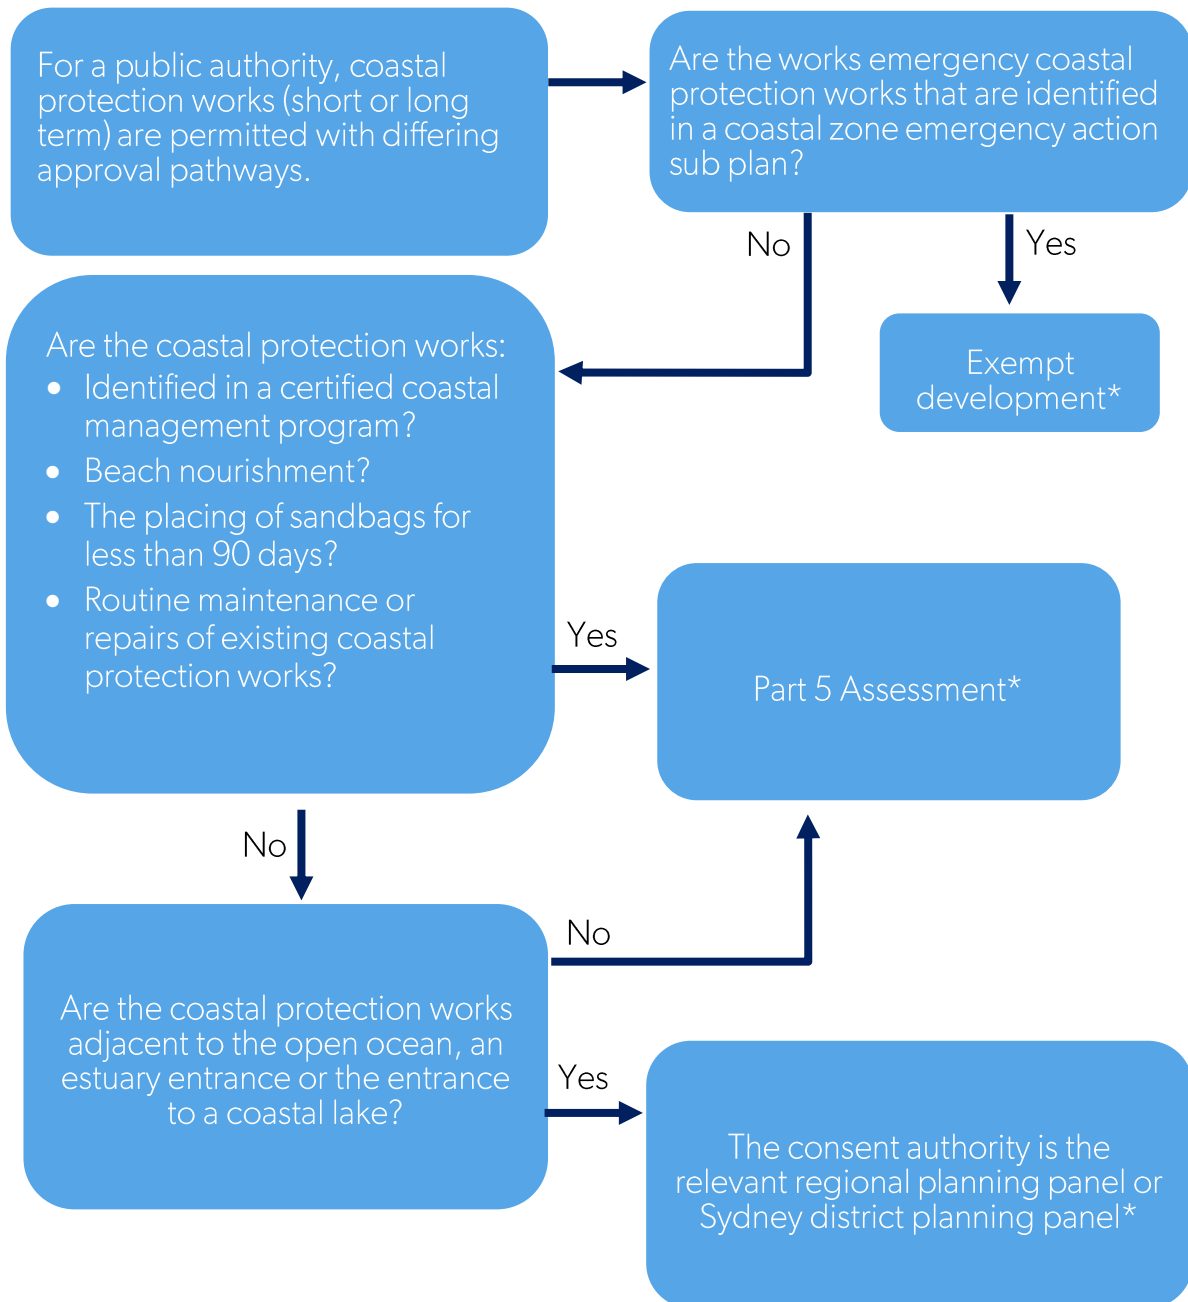 For a public authority, coastal
protection works (short or long
term) are permitted with differing
approval pathways.
Are the works emergency coastal
protection works that are identified
in a coastal zone emergency action
sub plan?
No
Yes
Exempt
development*
Are the coastal protection works:
• Identified in a certified coastal
management program?
• Beach nourishment?
• The placing of sandbags for
less than 90 days?
• Routine maintenance or
repairs of existing coastal
protection works?
Yes
Part 5 Assessment*
No
No
Are the coastal protection works
adjacent to the open ocean, an
estuary entrance or the entrance
to a coastal lake?
Yes
The consent authority is the
relevant regional planning panel or
Sydney district planning panel*